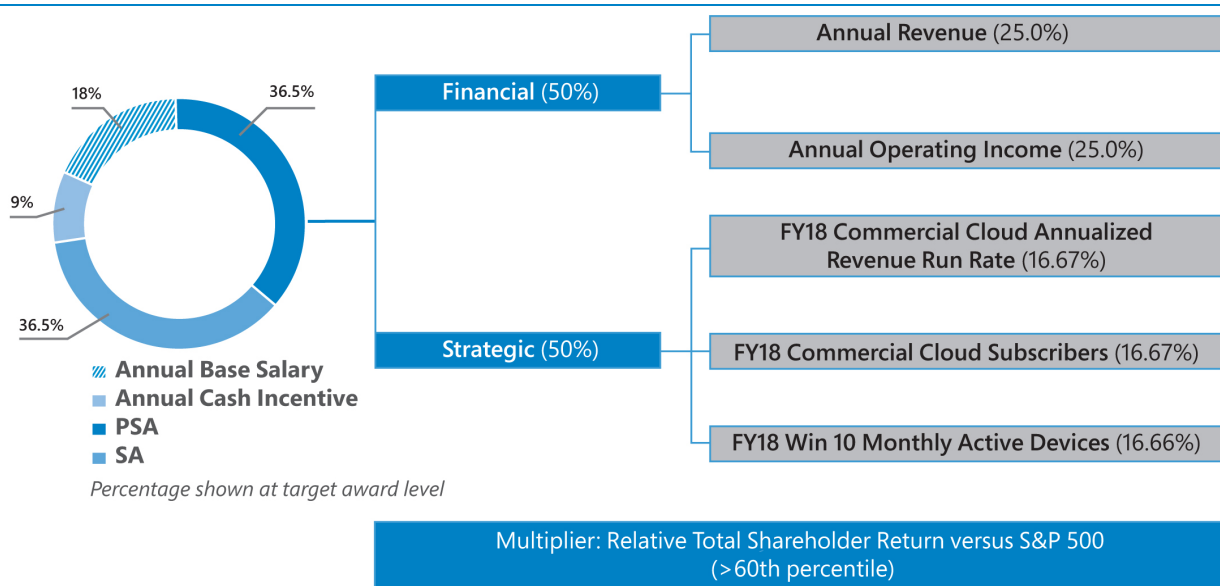 18%
36.5%
9%
36.5%
Annual Base Salary
Annual Cash Incentive
PSA
SA
Percentage shown at target award level
Financial (50%)
Annual Revenue (25.0%)
Annual Operating Income (25.0%)
Strategic (50%)
FY18 Commercial Cloud Annualized
Revenue Run Rate (16.67%)
FY18 Commercial Cloud Subscribers (16.67%)
FY18 Win 10 Monthly Active Devices (16.66%)
Multiplier: Relative Total Shareholder Return versus S&P 500
(>60th percentile)